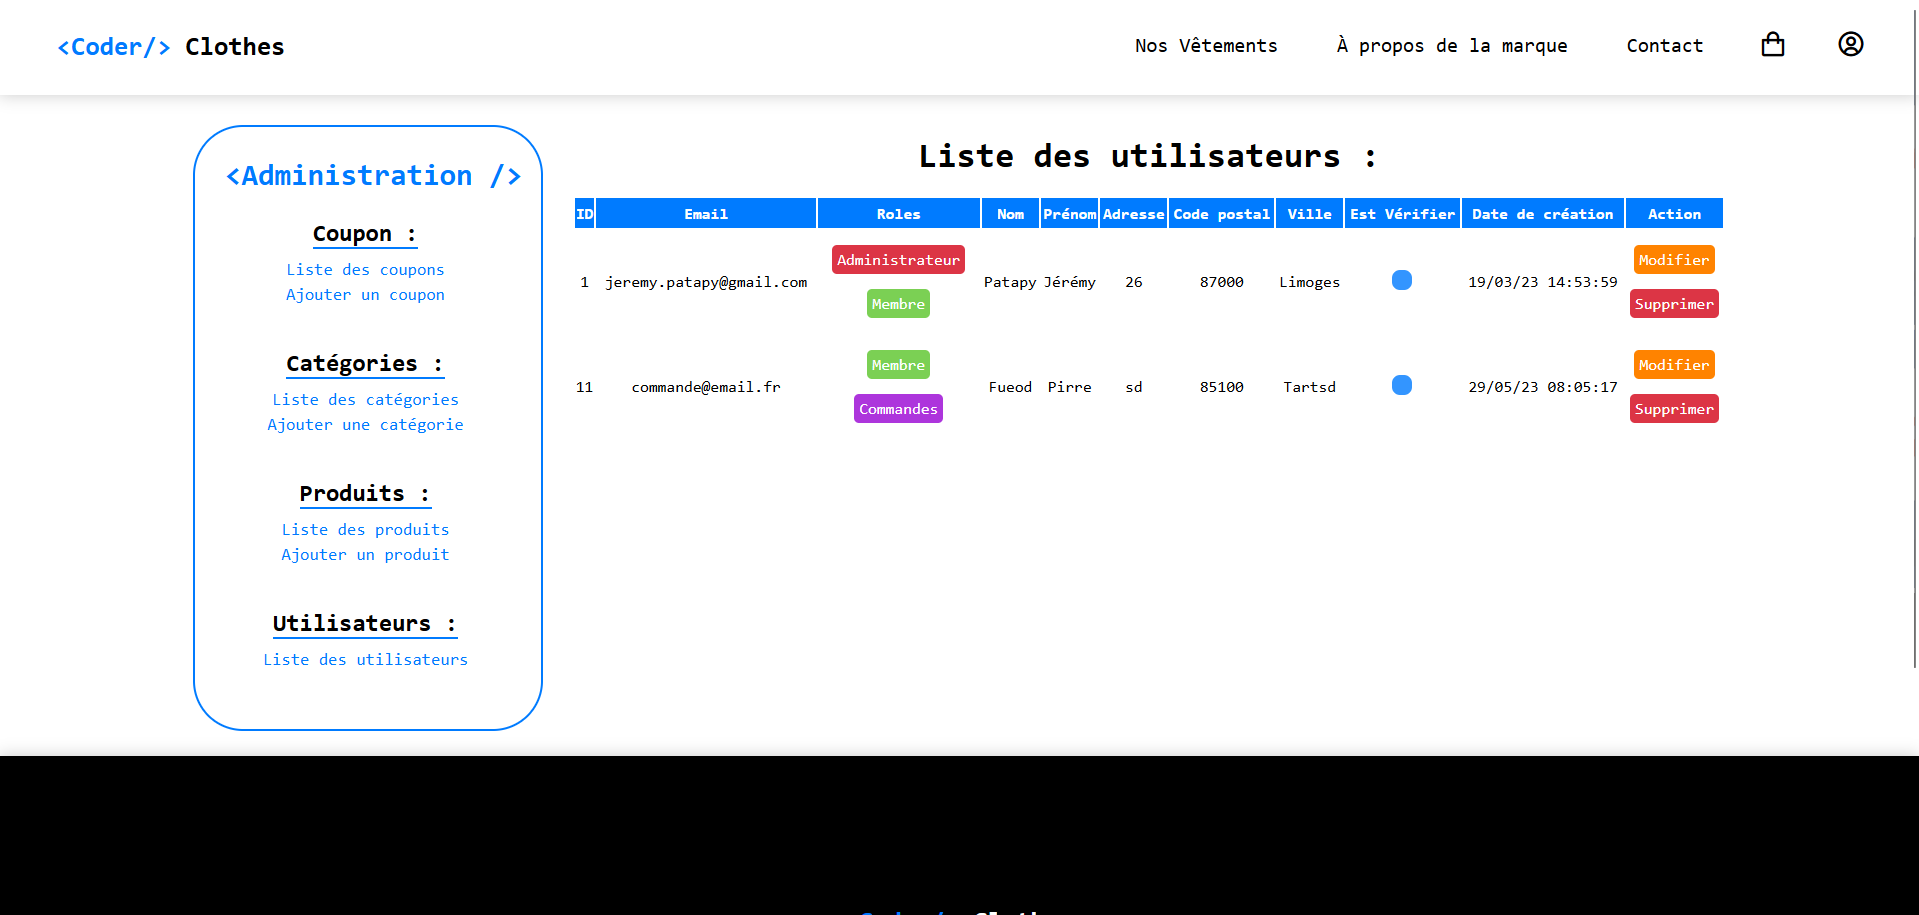 <Coder/> Clothes
Nos Vêtements À propos de la marque Contact
<Administration />
Coupon :
Liste des coupons
Ajouter un coupon
Catégories :
Liste des catégories
Ajouter une catégorie
Produits :
Liste des produits
Ajouter un produit
Utilisateurs :
Liste des utilisateurs
Liste des utilisateurs :
ID Email Roles Nom Prénom Adresse Code postal Ville Est Vérifier Date de création Action
Administrateur Modifier
1 jeremy.patapy@gmail.com Patapy Jérémy 26 87000 Limoges 19/03/23 14:53:59
Membre Supprimer
Membre Modifier
11 commande@email.fr Fueod Pirre sd 85100 Tartsd 29/05/23 08:05:17
Commandes Supprimer